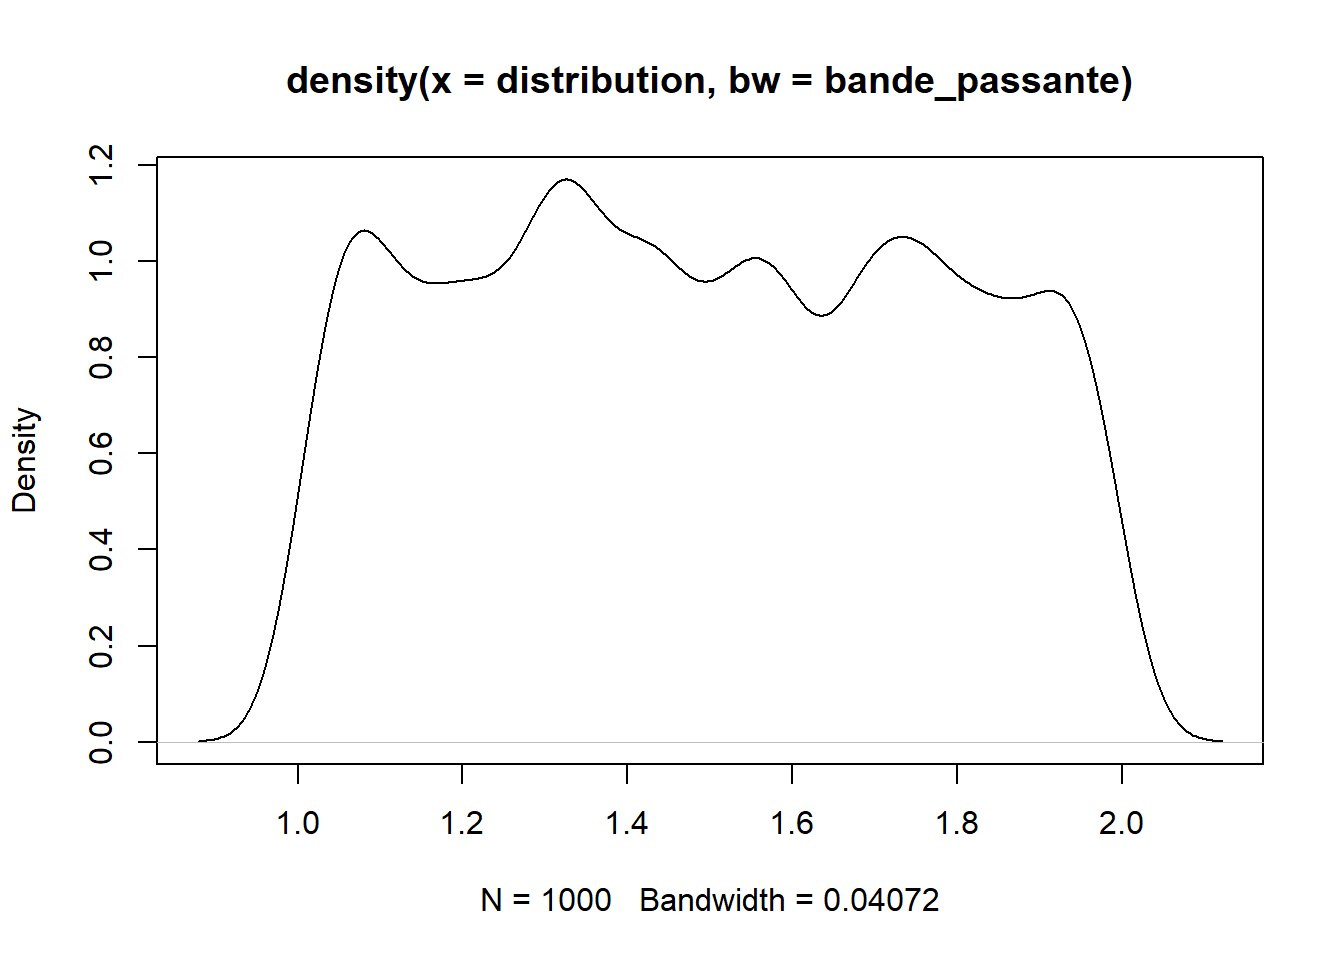 density(x = distribution, bw = bande_passante)
Density
1.2
1.0
0.8
0.6
0.4
0.2
0.0
1.0 1.2 1.4 1.6 1.8 2.0
N = 1000 Bandwidth = 0.04072